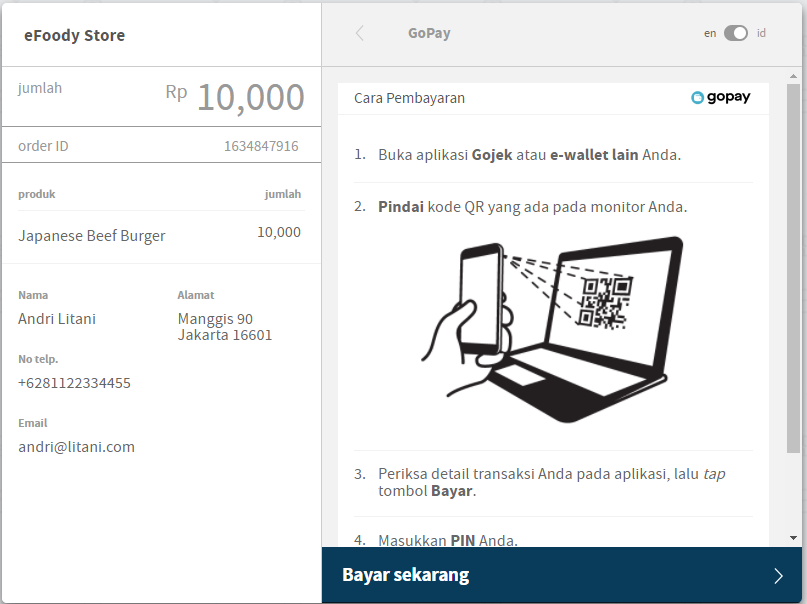 eFoody Store
jumlah
Rp 10,000
order ID 1634847916
produk jumlah
Japanese Beef Burger 10,000
Nama
Andri Litani
Alamat
Manggis 90
Jakarta 16601
No telp.
+6281122334455
Email
andri@litani.com
GoPay
en id
Cara Pembayaran
gopay
1. Buka aplikasi Gojek atau e-wallet lain Anda.
2. Pindai kode QR yang ada pada monitor Anda.
3. Periksa detail transaksi Anda pada aplikasi, lalu tap
tombol Bayar.
4. Masukkan PIN Anda.
Bayar sekarang